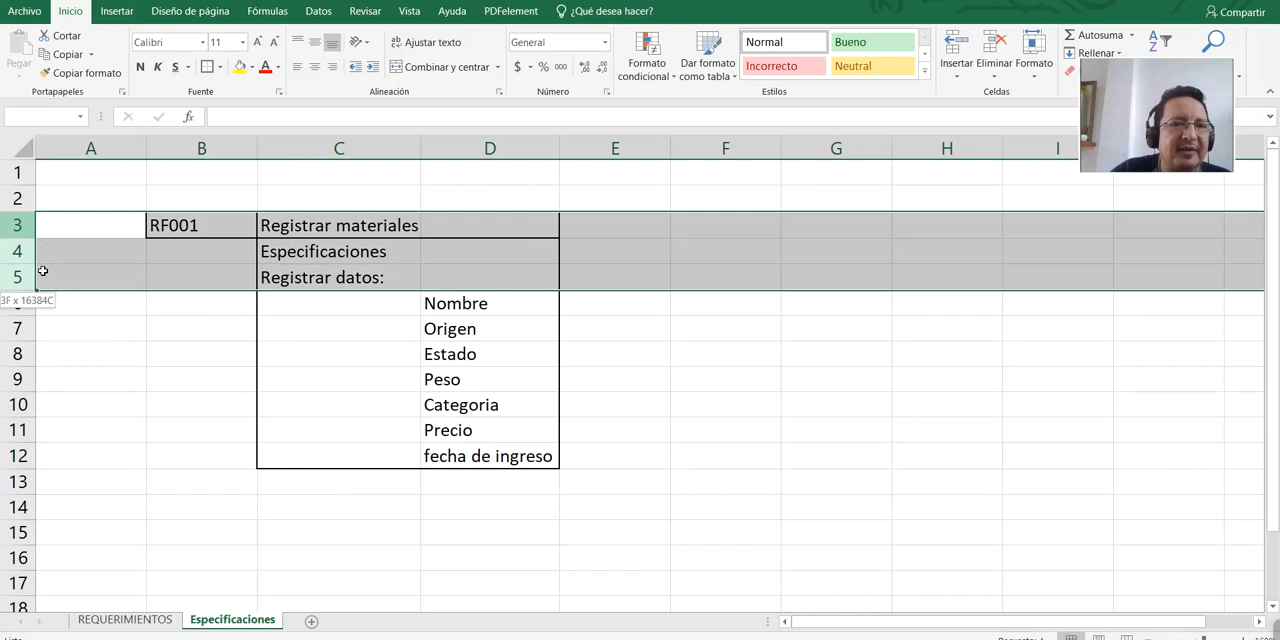 Archivo Inicio Insertar Diseño de página Fórmulas Datos Revisar Vista Ayuda PDFelement ¿Qué desea hacer? Compartir
Cortar
Copiar
Copiar formato
Pegar
Portapapeles
Calibri 11
N K S
Fuente
Ajustar texto
Combinar y centrar
Alineación
General
$ % 000
Número
Formato condicional
Dar formato como tabla
Normal Bueno
Incorrecto Neutral
Estilos
Insertar Eliminar Formato
Celdas
Autosuma
Rellenar
fx
A B C D E F G H I
1
2
3 RF001 Registrar materiales
4 Especificaciones
5 Registrar datos:
3F x 16384C
Nombre
7 Origen
8 Estado
9 Peso
10 Categoria
11 Precio
12 fecha de ingreso
13
14
15
16
17
18
REQUERIMIENTOS Especificaciones